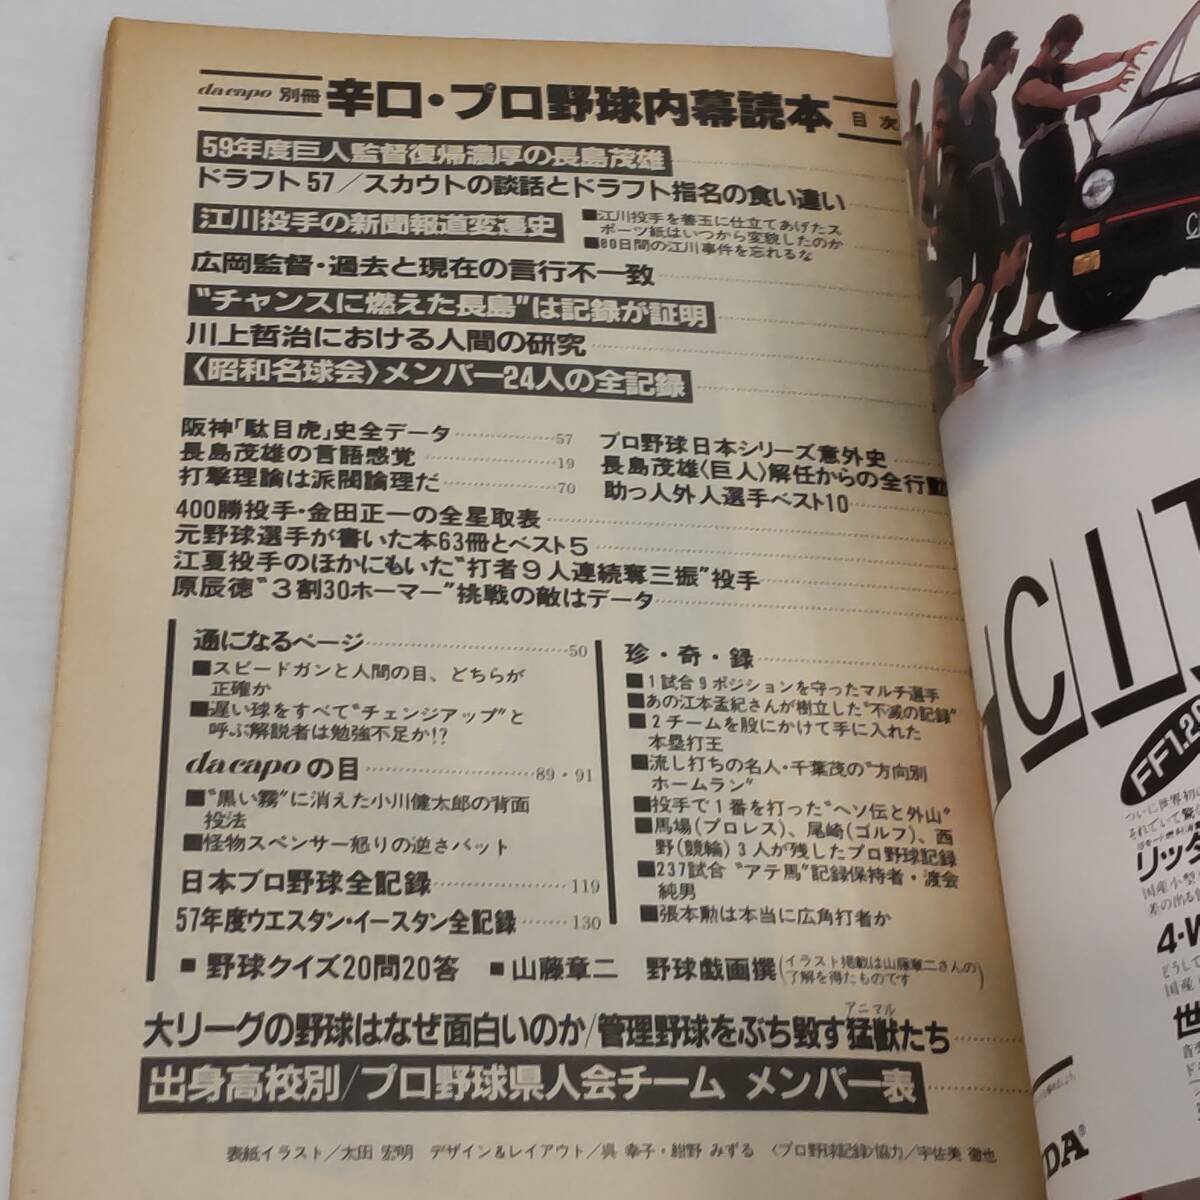 da capo 別冊 辛口・プロ野球内幕読本 目次
59年度巨人監督復帰濃厚の長島茂雄
ドラフト57/スカウトの談話とドラフト指名の食い違い
江川投手の新聞報道変遷史
■江川投手を善玉に仕立てあげたス
ポーツ紙はいつから変貌したのか
■80日間の江川事件を忘れるな
広岡監督・過去と現在の言行不一致
“チャンスに燃えた長島”は記録が証明
川上哲治における人間の研究
〈昭和名球会〉メンバー24人の全記録
阪神「駄目虎」史全データ 57
長島茂雄の言語感覚 19
打撃理論は派閥論理だ 70
プロ野球日本シリーズ意外史
長島茂雄〈巨人〉解任からの全行動
助っ人外人選手ベスト10
400勝投手・金田正一の全星取表
元野球選手が書いた本63冊とベスト5
江夏投手のほかにもいた“打者9人連続奪三振”投手
原辰徳“3割30ホーマー”挑戦の敵はデータ
通になるページ 50
■スピードガンと人間の目、どちらが
正確か
■遅い球をすべて“チェンジアップ”と
呼ぶ解説者は勉強不足か!?
da capo の目 89・91
■“黒い霧”に消えた小川健太郎の背面
投法
■怪物スペンサー怒りの逆さバット
日本プロ野球全記録 119
57年度ウエスタン・イースタン全記録 130
珍・奇・録
■1試合9ポジションを守ったマルチ選手
■あの江本孟紀さんが樹立した“不滅の記録”
■2チームを股にかけて手に入れた
本塁打王
■流し打ちの名人・千葉茂の“方向別
ホームラン”
■投手で1番を打った“ヘソ伝と外山”
■馬場(プロレス)、尾崎(ゴルフ)、西
野(競輪)3人が残したプロ野球記録
■237試合“アテ馬”記録保持者・渡会
純男
■張本勲は本当に広角打者か
■野球クイズ20問20答 ■山藤章二 野球戯画撰(イラスト掲載は山藤章二さんの
了解を得たものです)
アニマル
大リーグの野球はなぜ面白いのか/管理野球をぶち毀す猛獣たち
出身高校別/プロ野球県人会チーム メンバー表
表紙イラスト/太田 宏明 デザイン&レイアウト/呉 幸子・紺野 みずる 〈プロ野球記録〉協力/宇佐美 徹也
CIT
FF1.20
ついに世界初の
それでいて驚く
リッタ
国産小型
差の出る
4-W
どうして
国産
世
DA®